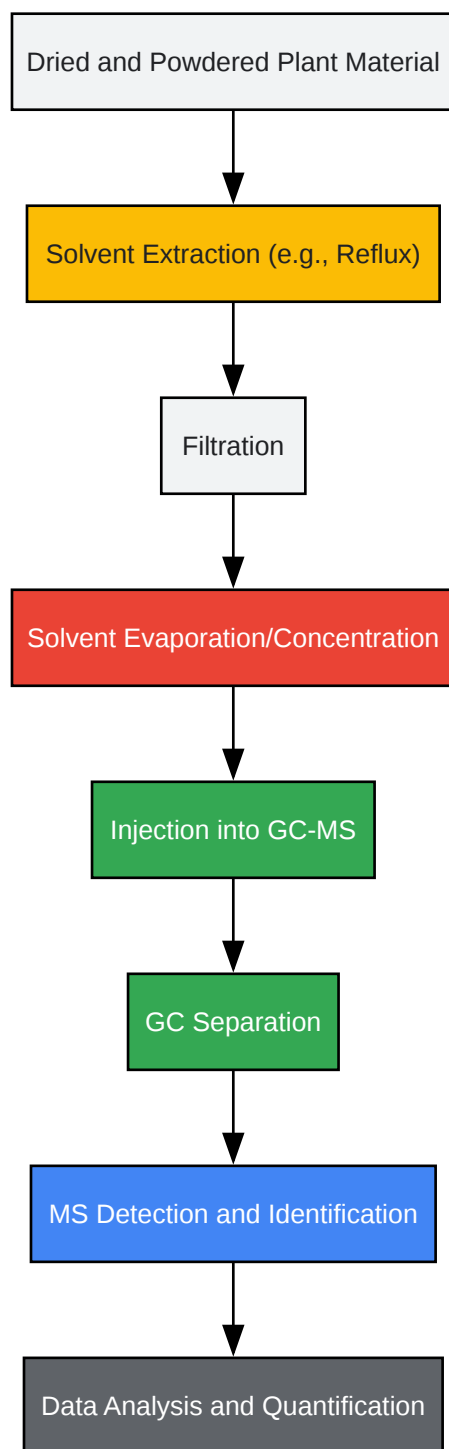 Dried and Powdered Plant Material
Solvent Extraction (e.g., Reflux)
Filtration
Solvent Evaporation/Concentration
Injection into GC-MS
GC Separation
MS Detection and Identification
Data Analysis and Quantification